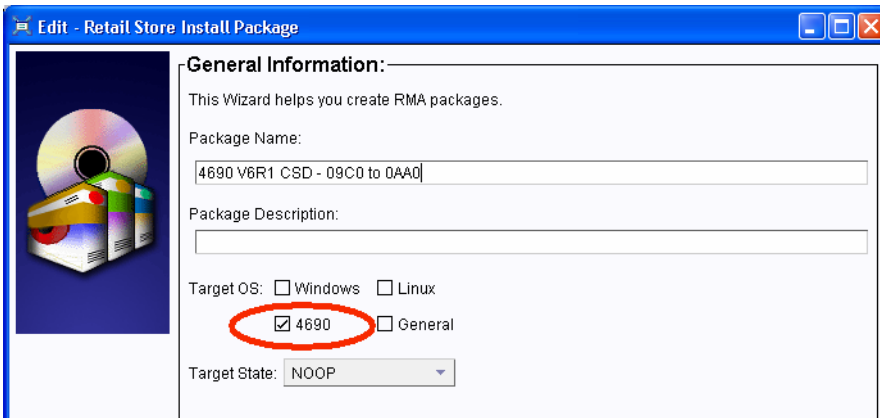 Edit - Retail Store Install Package
General Information:
This Wizard helps you create RMA packages.
Package Name:
4690 V6R1 CSD - 09C0 to 0AA0
Package Description:
Target OS: Windows Linux
4690 General
Target State: NOOP